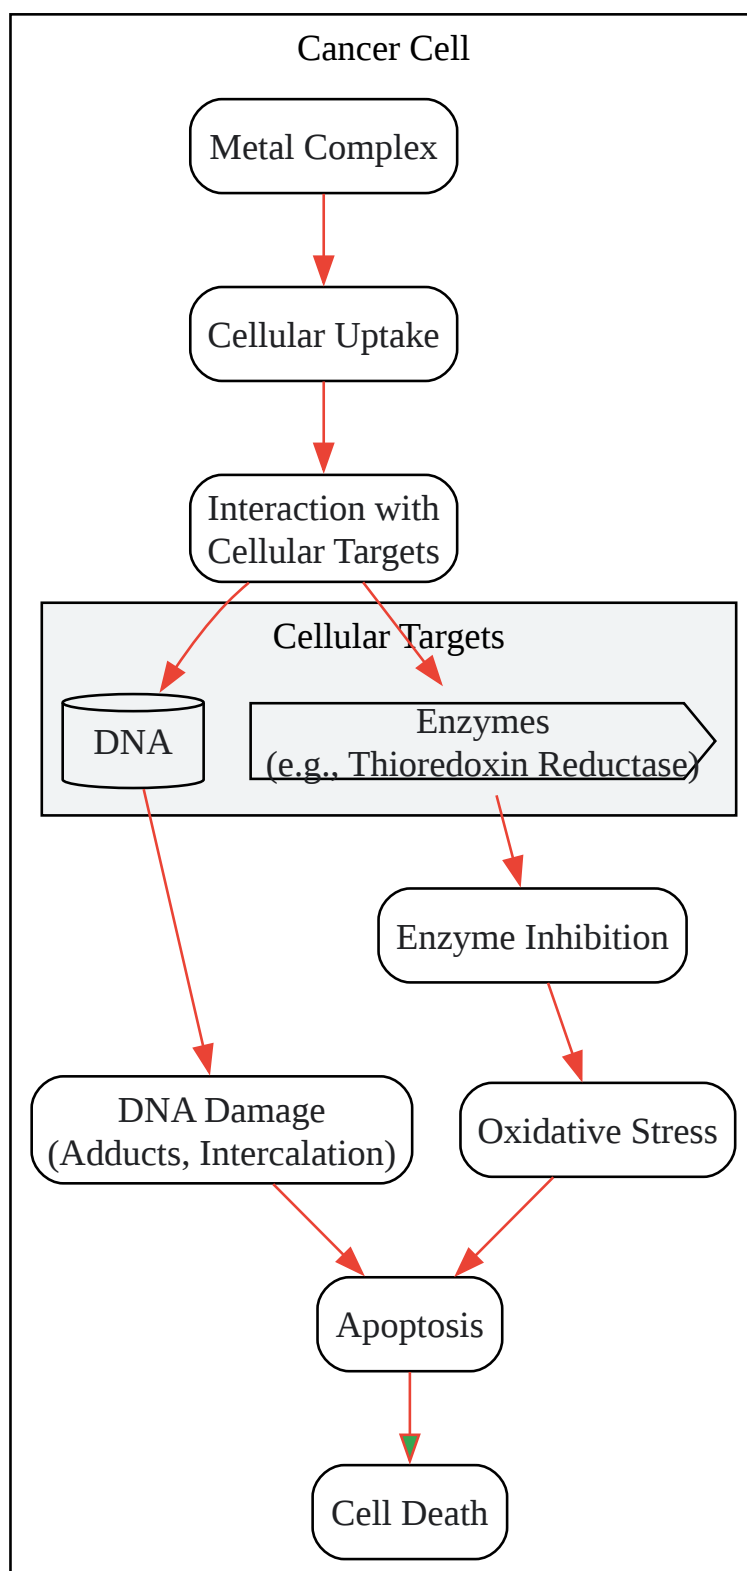 Cancer Cell
Metal Complex
Cellular Uptake
Interaction with
Cellular Targets
Cellular Targets
DNA
Enzymes
(e.g., Thioredoxin Reductase)
Enzyme Inhibition
DNA Damage
(Adducts, Intercalation)
Oxidative Stress
Apoptosis
Cell Death